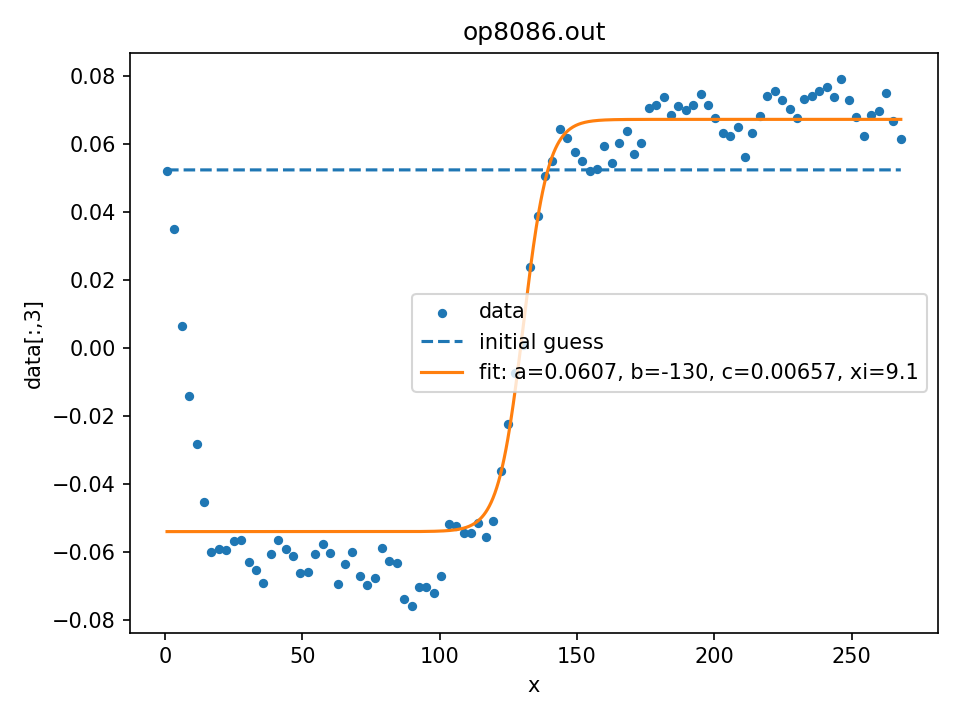 op8086.out
0.08
0.06
0.04
0.02
0.00
−0.02
−0.04
−0.06
−0.08
data[:,3]
data
initial guess
fit: a=0.0607, b=-130, c=0.00657, xi=9.1
0 50 100 150 200 250
x